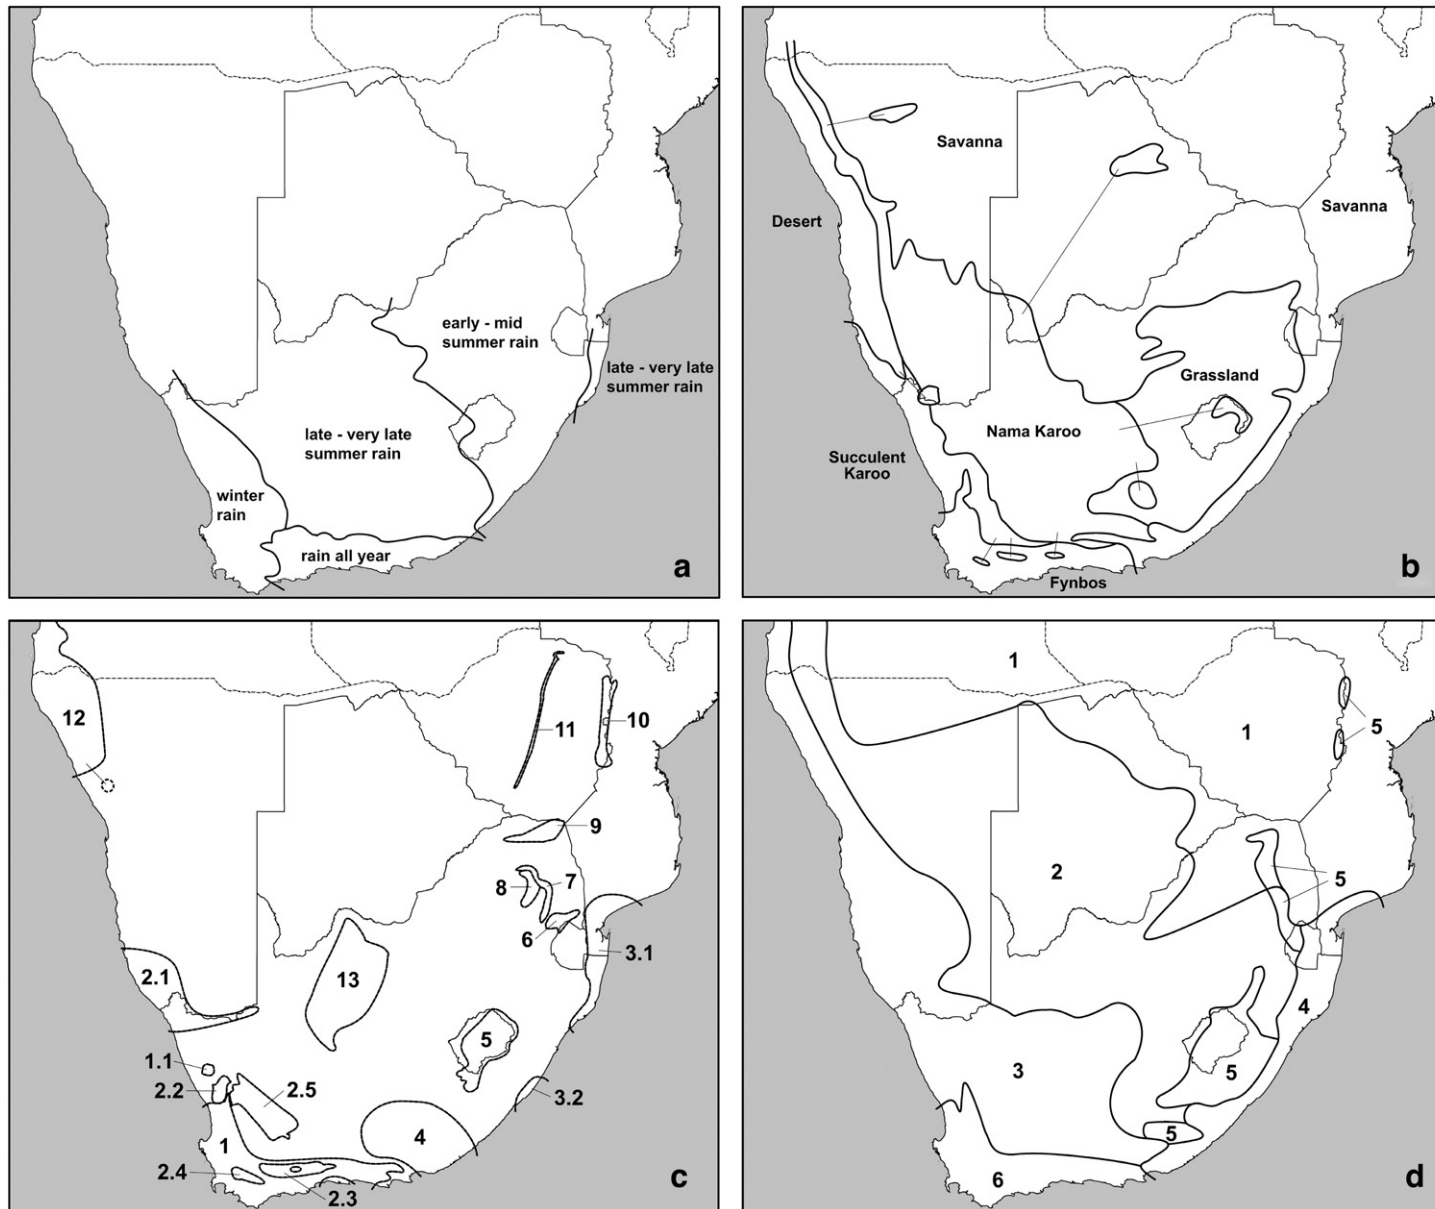 early - mid
summer rain
late - very late
summer rain
late - very late
summer rain
winter
rain
rain all year
a
Savanna
Savanna
Desert
Grassland
Nama Karoo
Succulent
Karoo
Fynbos
b
12
11
10
9
8
7
6
3.1
2.1
13
5
1.1
2.2
2.5
3.2
4
1
2.4
2.3
c
1
1
5
2
5
4
3
5
5
6
d